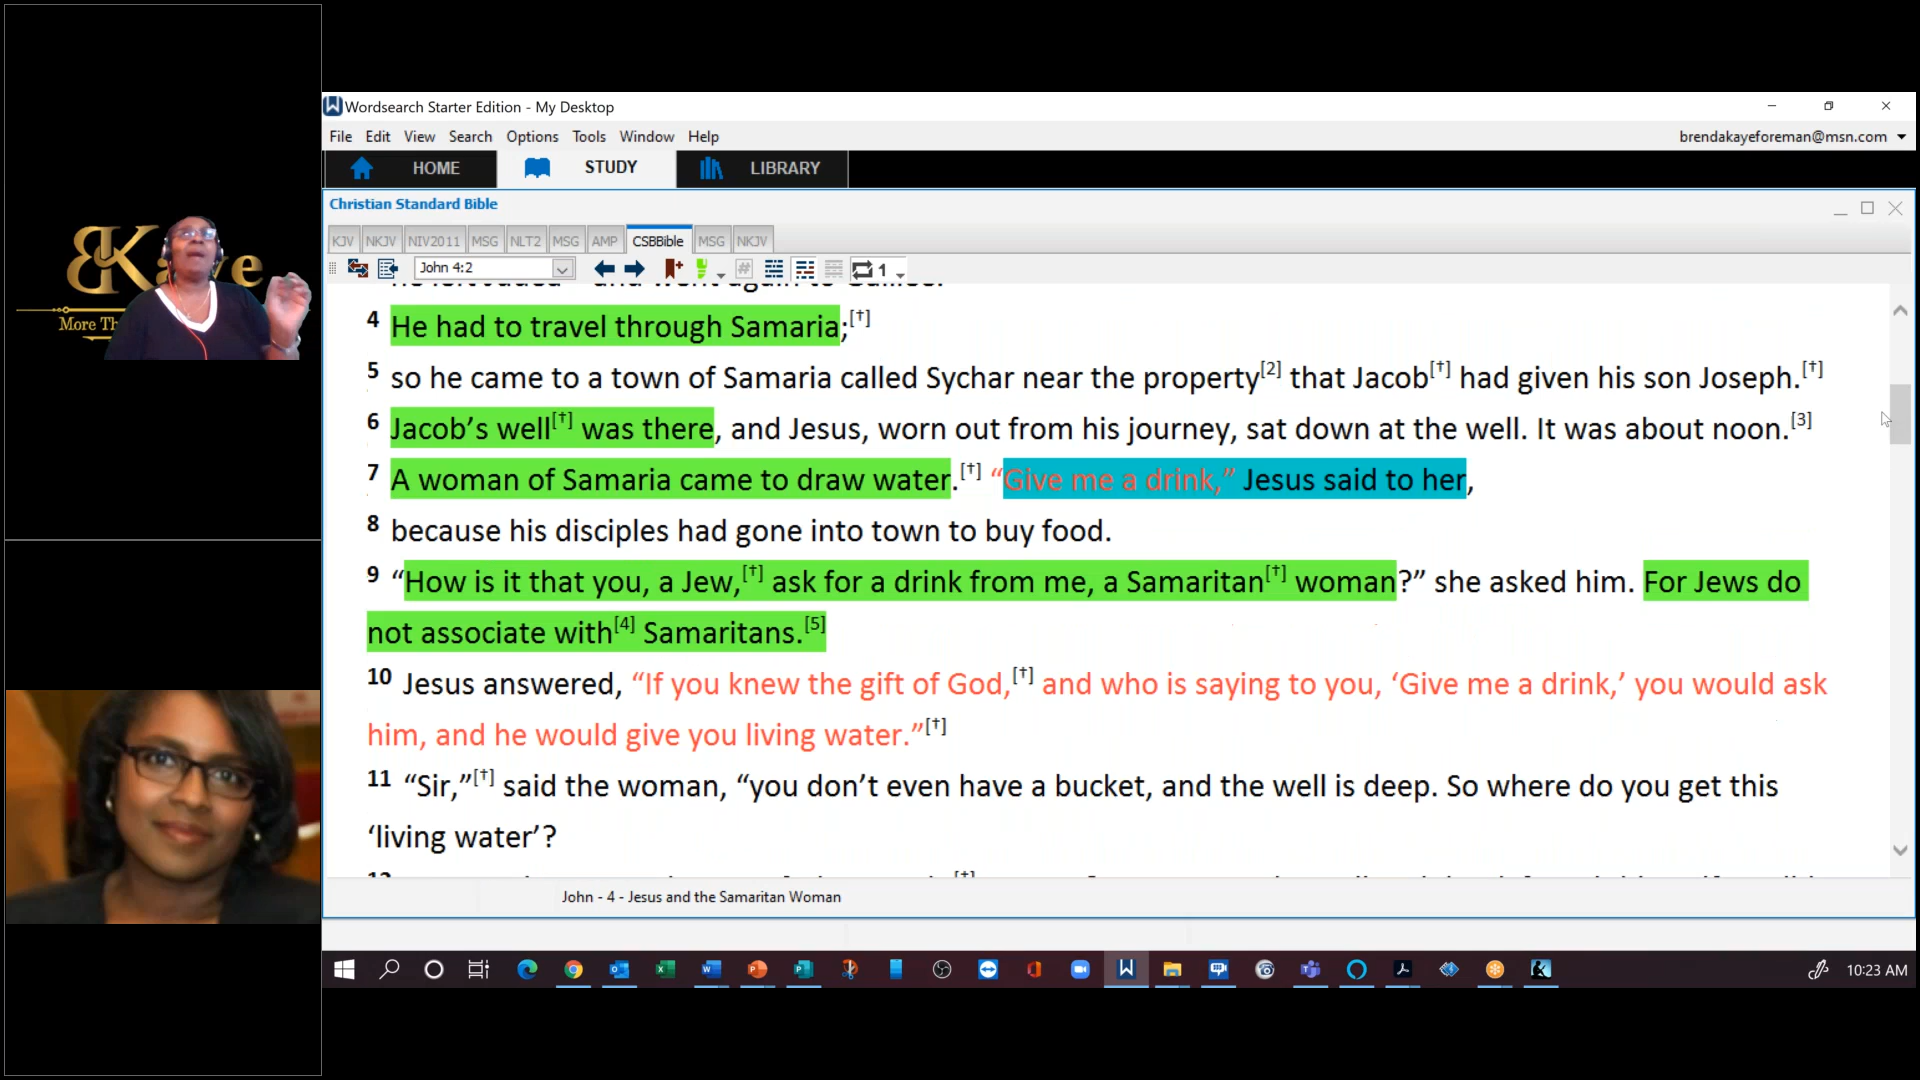 Wordsearch Starter Edition - My Desktop
File Edit View Search Options Tools Window Help
brendakayeforeman@msn.com
HOME STUDY LIBRARY
Christian Standard Bible
KJV NKJV NIV2011 MSG NLT2 MSG AMP CSBBible MSG NKJV
John 4:2
# 1
4 He had to travel through Samaria;[†]
5 so he came to a town of Samaria called Sychar near the property[2] that Jacob[†] had given his son Joseph.[†]
6 Jacob’s well[†] was there, and Jesus, worn out from his journey, sat down at the well. It was about noon.[3]
7 A woman of Samaria came to draw water.[†] “Give me a drink,” Jesus said to her,
8 because his disciples had gone into town to buy food.
9 “How is it that you, a Jew,[†] ask for a drink from me, a Samaritan[†] woman?” she asked him. For Jews do
not associate with[4] Samaritans.[5]
10 Jesus answered, “If you knew the gift of God,[†] and who is saying to you, ‘Give me a drink,’ you would ask
him, and he would give you living water.”[†]
11 “Sir,”[†] said the woman, “you don’t even have a bucket, and the well is deep. So where do you get this
‘living water’?
John - 4 - Jesus and the Samaritan Woman
10:23 AM
More